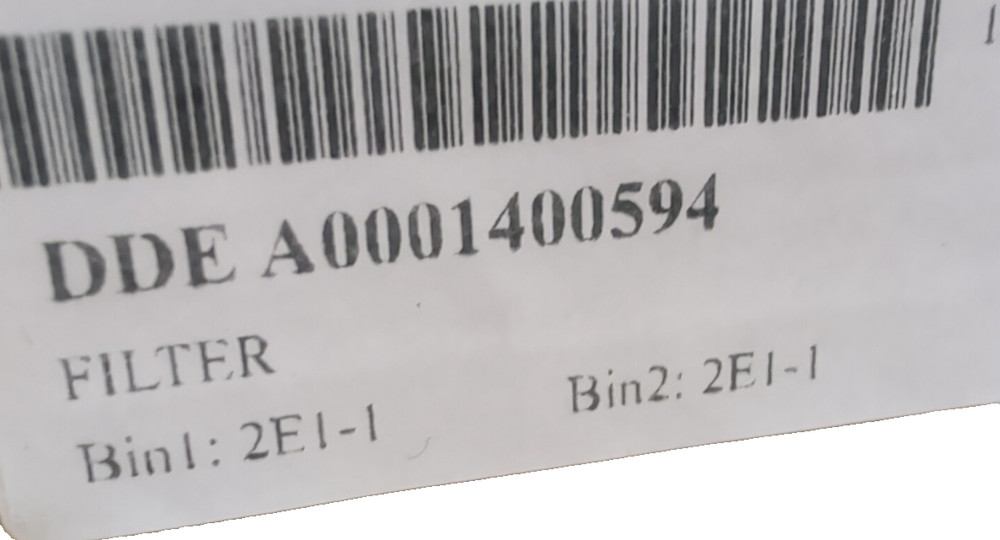 DDE A0001400594
FILTER
Bin1: 2E1-1 Bin2: 2E1-1